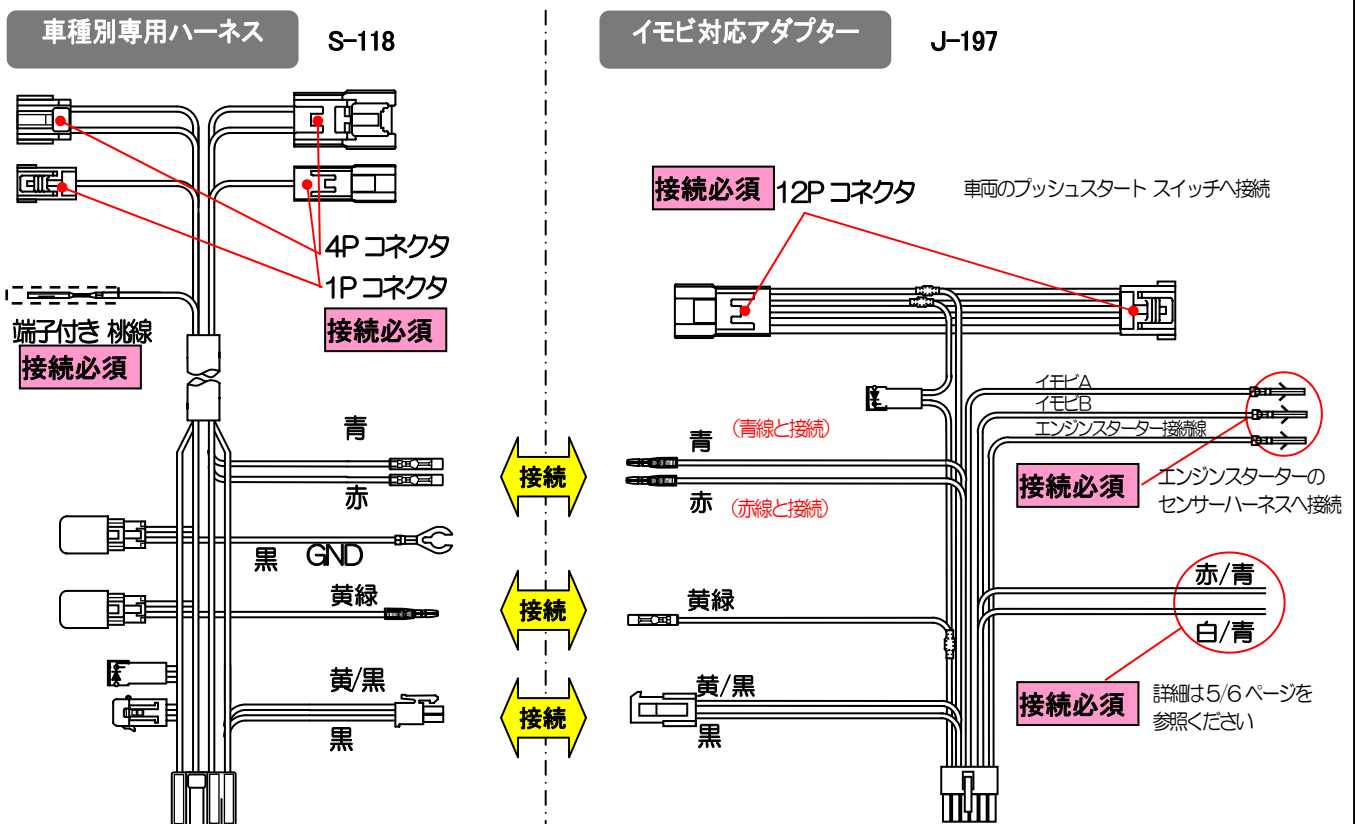 車種別専用ハーネス
S-118
4P コネクタ
1P コネクタ
接続必須
端子付き 桃線
接続必須
青
赤
黒 GND
黄緑
黄/黒
黒
接続
接続
接続
イモビ対応アダプター
J-197
接続必須
12P コネクタ
車両のプッシュスタート スイッチへ接続
イモビA
イモビB
エンジンスターター接続線
青
(青線と接続)
赤
(赤線と接続)
接続必須
エンジンスターターの
センサーハーネスへ接続
黄緑
赤/青
白/青
黄/黒
黒
接続必須
詳細は5/6 ページを
参照ください